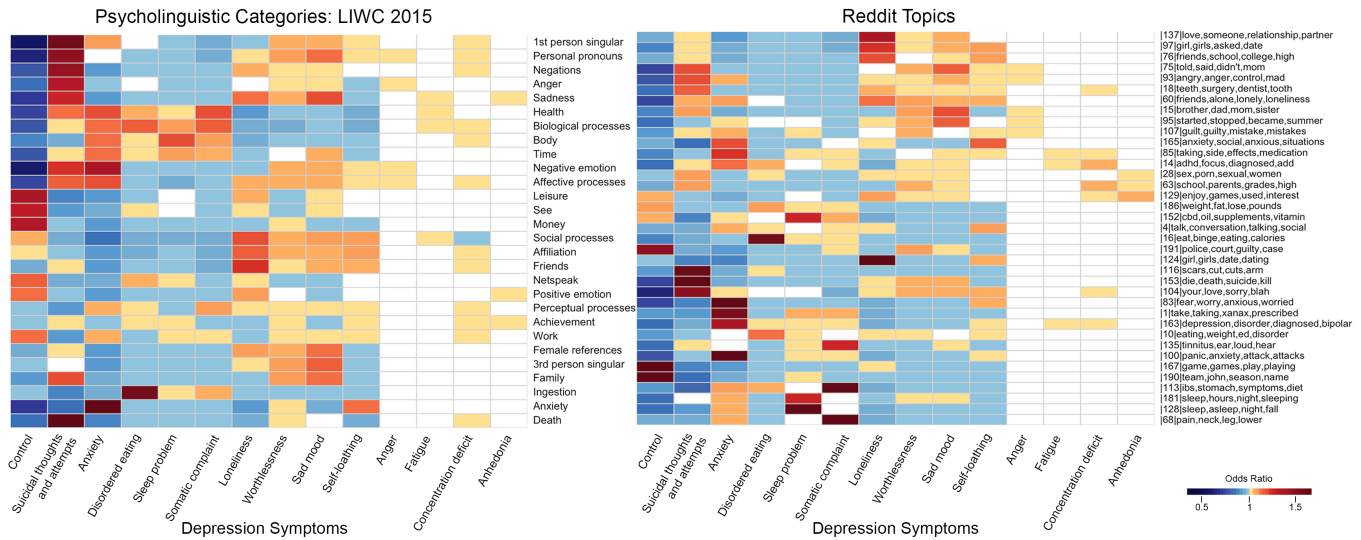 Psycholinguistic Categories: LIWC 2015
1st person singular
Personal pronouns
Negations
Anger
Sadness
Health
Biological processes
Body
Time
Negative emotion
Affective processes
Leisure
See
Money
Social processes
Affiliation
Friends
Netspeak
Positive emotion
Perceptual processes
Achievement
Work
Female references
3rd person singular
Family
Ingestion
Anxiety
Death
Control
Suicidal thoughts
and attempts
Anxiety
Disordered eating
Sleep problem
Somatic complaint
Loneliness
Worthlessness
Sad mood
Self-loathing
Anger
Fatigue
Concentration deficit
Anhedonia
Depression Symptoms
Reddit Topics
|137|love,someone,relationship,partner
|97|girl,girls,asked,date
|76|friends,school,college,high
|75|told,said,didn't,mom
|93|angry,anger,control,mad
|18|teeth,surgery,dentist,tooth
|60|friends,alone,lonely,loneliness
|15|brother,dad,mom,sister
|95|started,stopped,became,summer
|107|guilt,guilty,mistake,mistakes
|165|anxiety,social,anxious,situations
|85|taking,side,effects,medication
|14|adhd,focus,diagnosed,add
|28|sex,porn,sexual,women
|63|school,parents,grades,high
|129|enjoy,games,used,interest
|186|weight,fat,lose,pounds
|152|cbd,oil,supplements,vitamin
|4|talk,conversation,talking,social
|16|eat,binge,eating,calories
|191|police,court,guilty,case
|124|girl,girls,date,dating
|116|scars,cut,cuts,arm
|153|die,death,suicide,kill
|104|your,love,sorry,blah
|83|fear,worry,anxious,worried
|1|take,taking,xanax,prescribed
|163|depression,disorder,diagnosed,bipolar
|10|eating,weight,ed,disorder
|135|tinnitus,ear,loud,hear
|100|panic,anxiety,attack,attacks
|167|game,games,play,playing
|190|team,john,season,name
|113|ibs,stomach,symptoms,diet
|181|sleep,hours,night,sleeping
|128|sleep,asleep,night,fall
|68|pain,neck,leg,lower
Control
Suicidal thoughts
and attempts
Anxiety
Disordered eating
Sleep problem
Somatic complaint
Loneliness
Worthlessness
Sad mood
Self-loathing
Anger
Fatigue
Concentration deficit
Anhedonia
Depression Symptoms
Odds Ratio
0.5 1 1.5